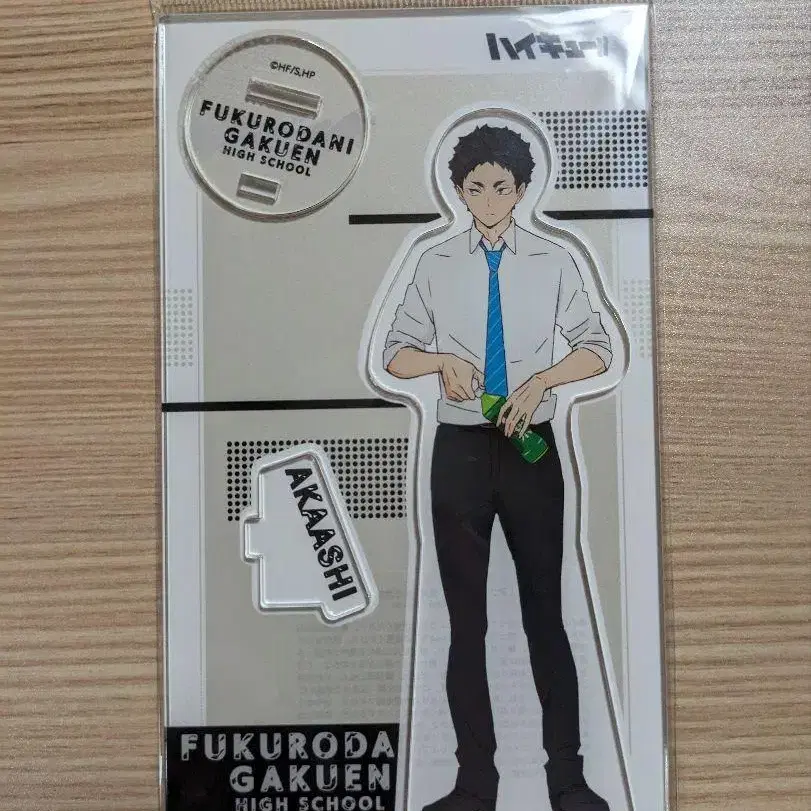 ハイキュー!!
©HF/S,HP
FUKURODANI
GAKUEN
HIGH SCHOOL
AKAASHI
FUKURODA
GAKUEN
HIGH SCHOOL